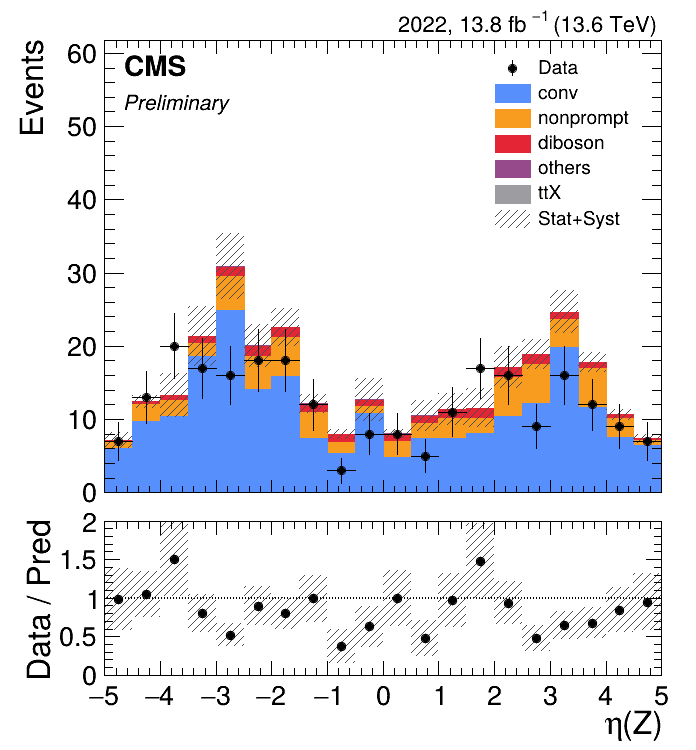 2022, 13.8 fb⁻¹ (13.6 TeV)
Events
60
50
40
30
20
10
0
CMS
Preliminary
Data
conv
nonprompt
diboson
others
ttX
Stat+Syst
Data / Pred
2
1.5
1
0.5
0
−5 −4 −3 −2 −1 0 1 2 3 4 5
η(Z)